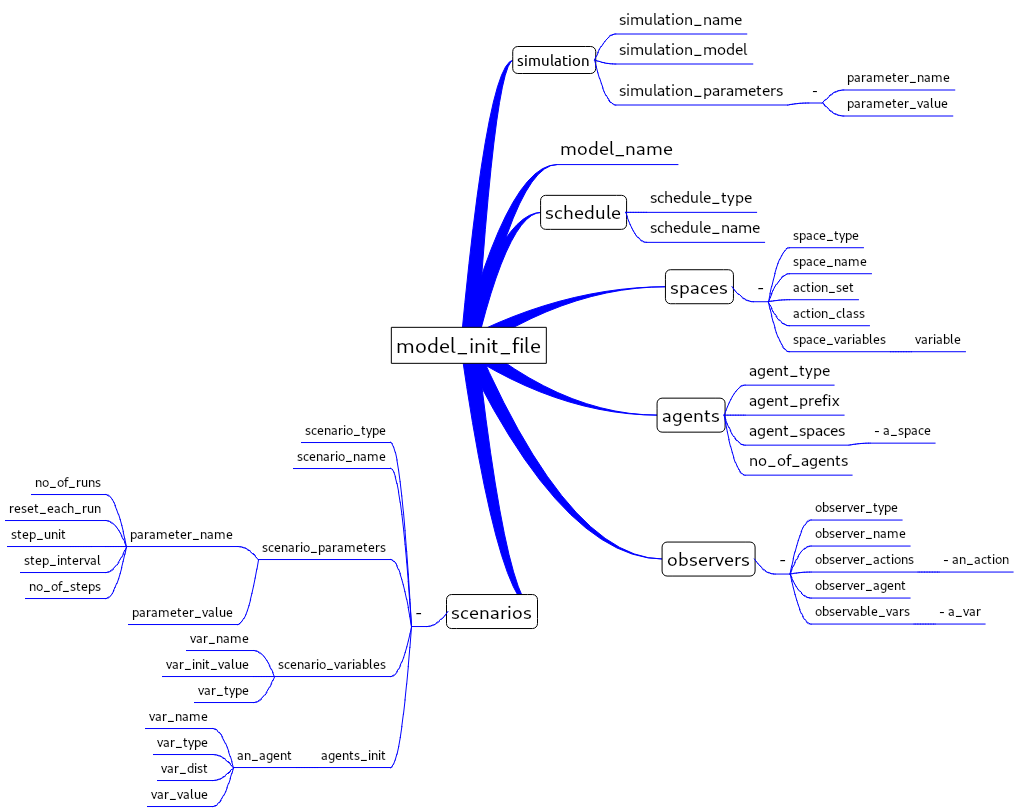 model_init_file
simulation
simulation_name
simulation_model
simulation_parameters
-
parameter_name
parameter_value
model_name
schedule
schedule_type
schedule_name
spaces
-
space_type
space_name
action_set
action_class
space_variables
variable
agents
agent_type
agent_prefix
agent_spaces
- a_space
no_of_agents
observers
-
observer_type
observer_name
observer_actions
- an_action
observer_agent
observable_vars
- a_var
scenarios
-
scenario_type
scenario_name
scenario_parameters
parameter_name
no_of_runs
reset_each_run
step_unit
step_interval
no_of_steps
parameter_value
scenario_variables
var_name
var_init_value
var_type
agents_init
an_agent
var_name
var_type
var_dist
var_value